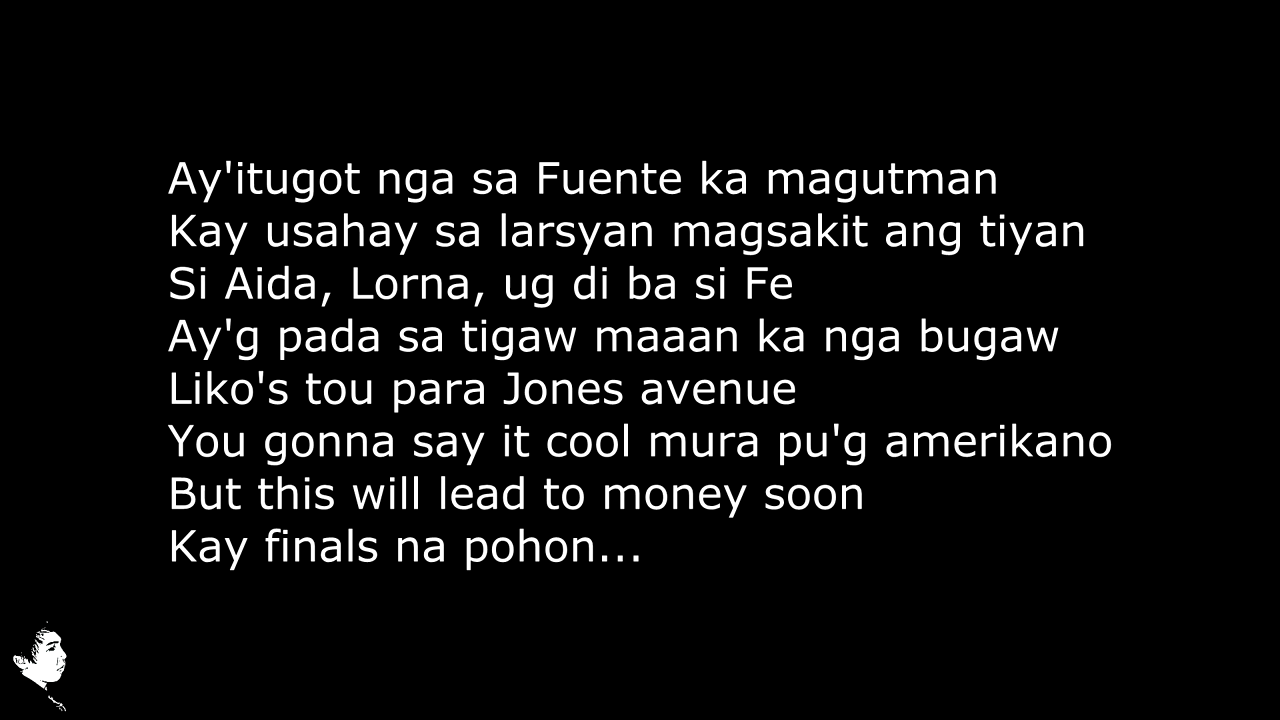 Ay'itugot nga sa Fuente ka magutman
Kay usahay sa larsyan magsakit ang tiyan
Si Aida, Lorna, ug di ba si Fe
Ay'g pada sa tigaw maaan ka nga bugaw
Liko's tou para Jones avenue
You gonna say it cool mura pu'g amerikano
But this will lead to money soon
Kay finals na pohon...